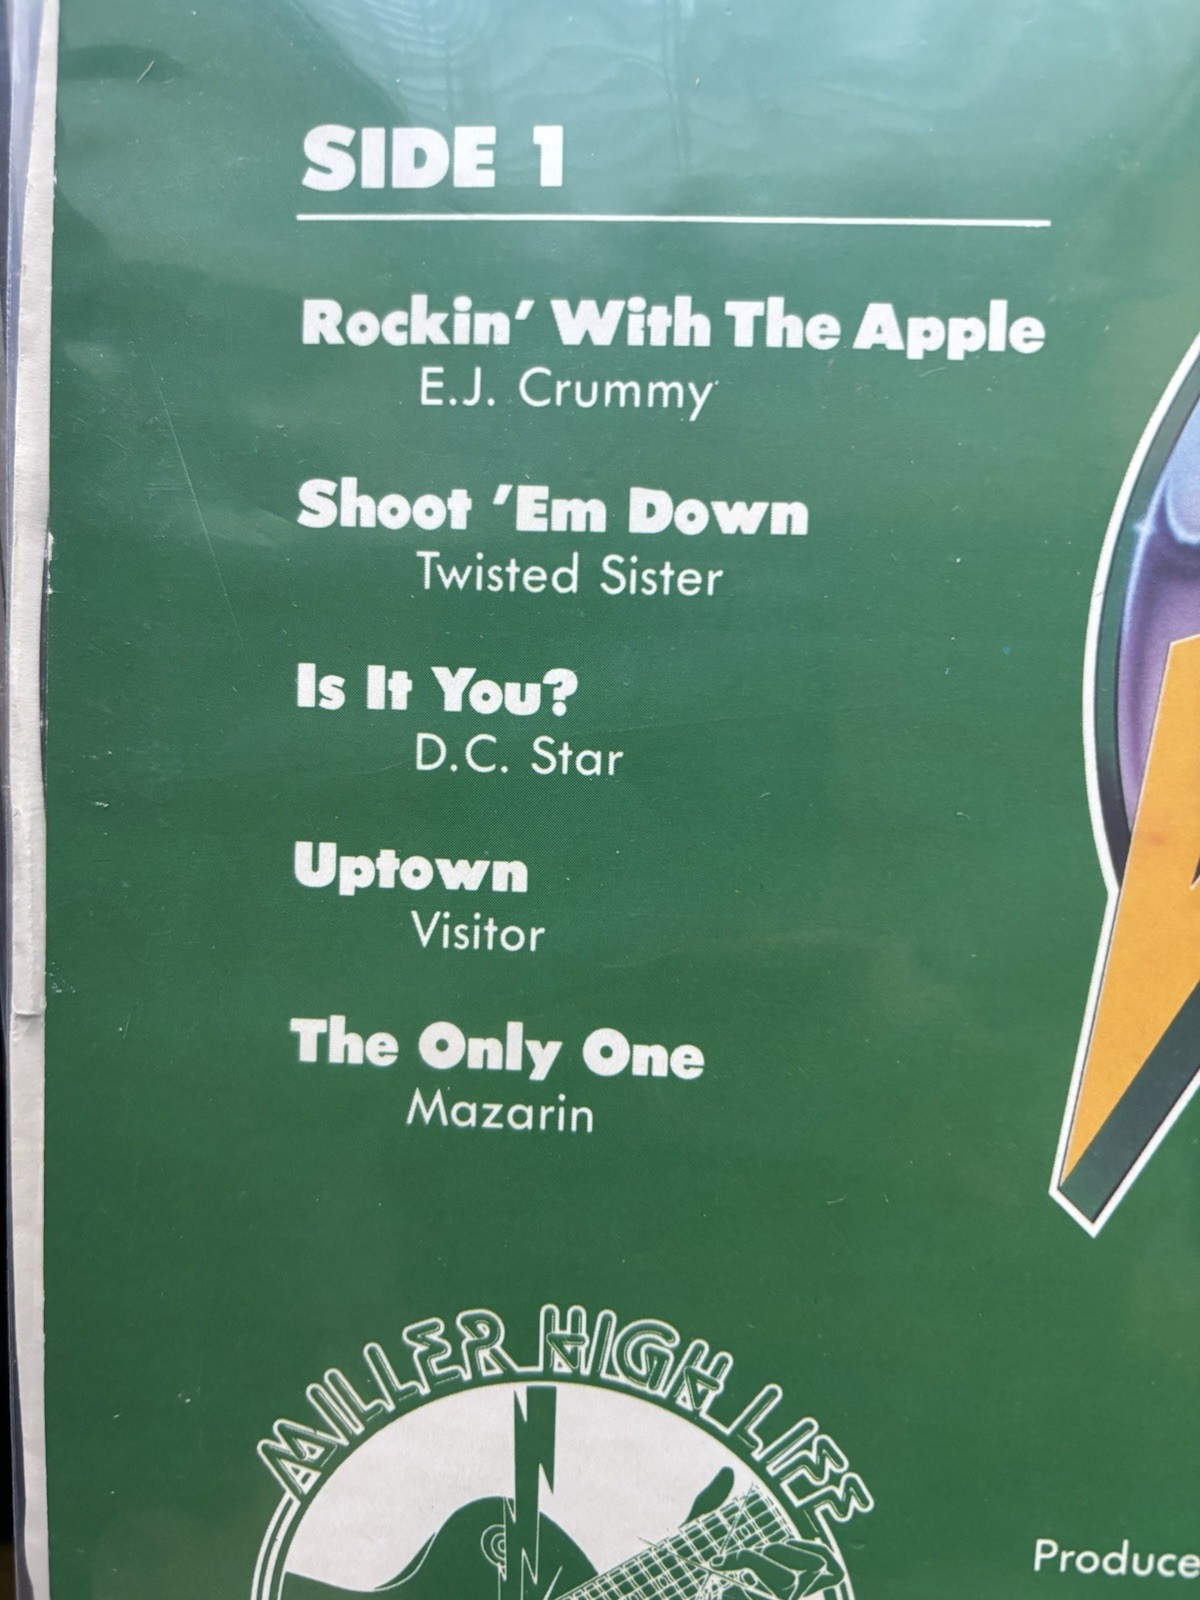 SIDE 1
Rockin' With The Apple
E.J. Crummy
Shoot 'Em Down
Twisted Sister
Is It You?
D.C. Star
Uptown
Visitor
The Only One
Mazarin
MILLER HIGH LIFE
Produce